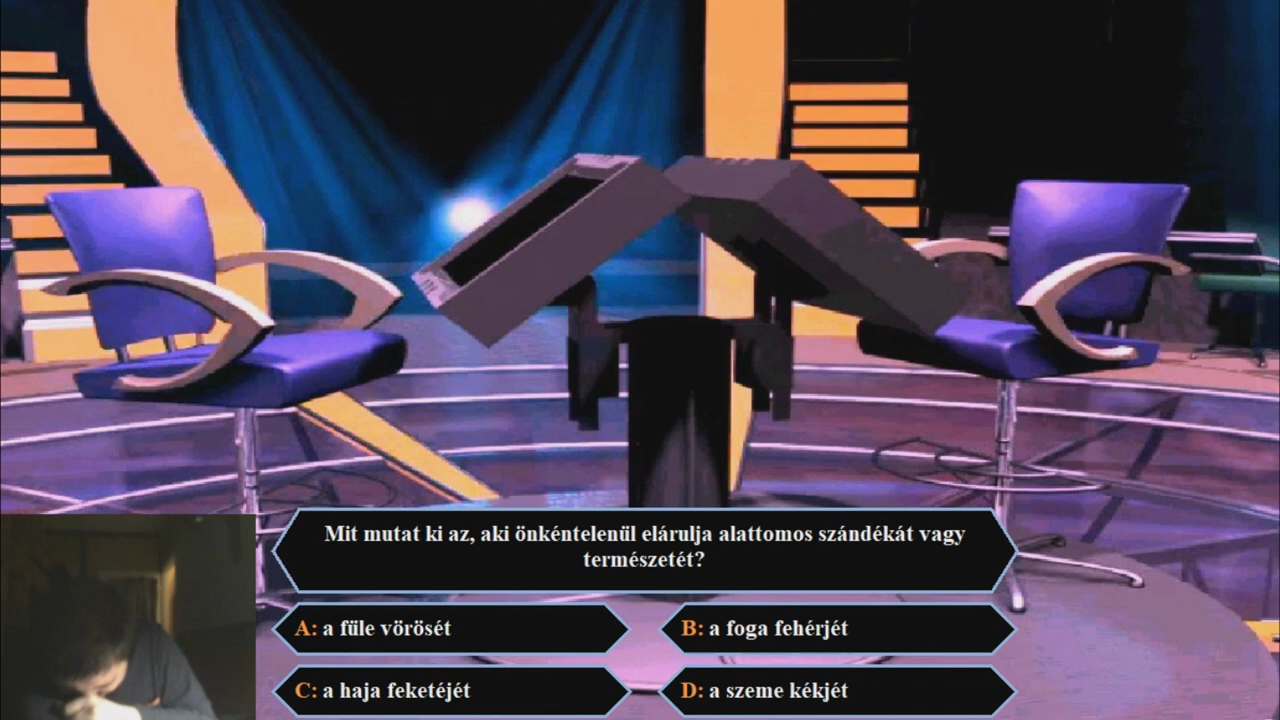 Mit mutat ki az, aki önkéntelenül elárulja alattomos szándékát vagy
természetét?
A: a füle vörösét
B: a foga fehérjét
C: a haja feketéjét
D: a szeme kékjét